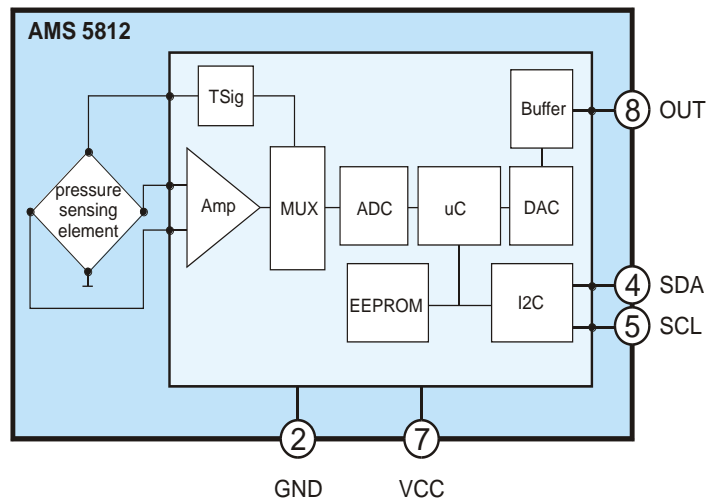 AMS 5812
TSig
Buffer
8 OUT
pressure
sensing
element
Amp
MUX
ADC
uC
DAC
EEPROM
I2C
4 SDA
5 SCL
2
7
GND
VCC